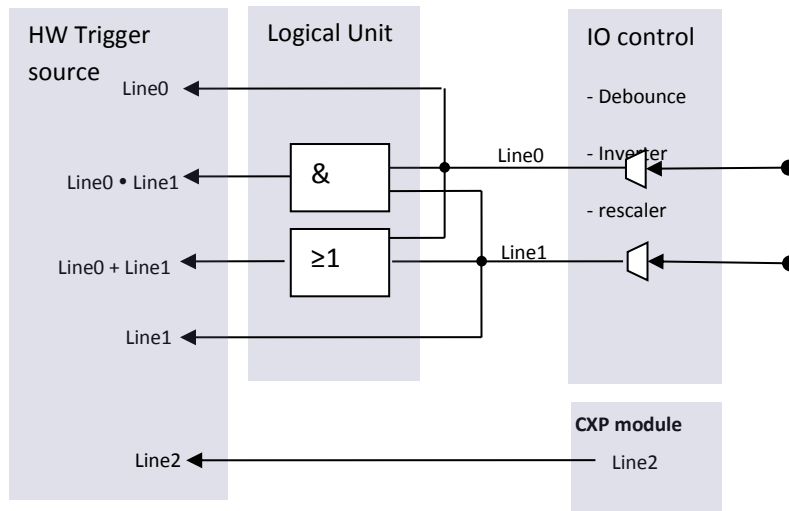 HW Trigger
source
Line0
Line0 • Line1
Line0 + Line1
Line1
Line2
Logical Unit
&
≥1
Line0
Line1
IO control
- Debounce
- Inverter
- rescaler
CXP module
Line2